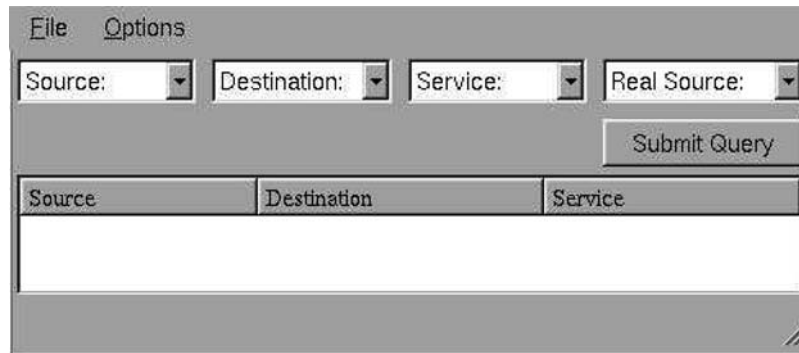 File Options
Source: Destination: Service: Real Source:
Submit Query
Source Destination Service